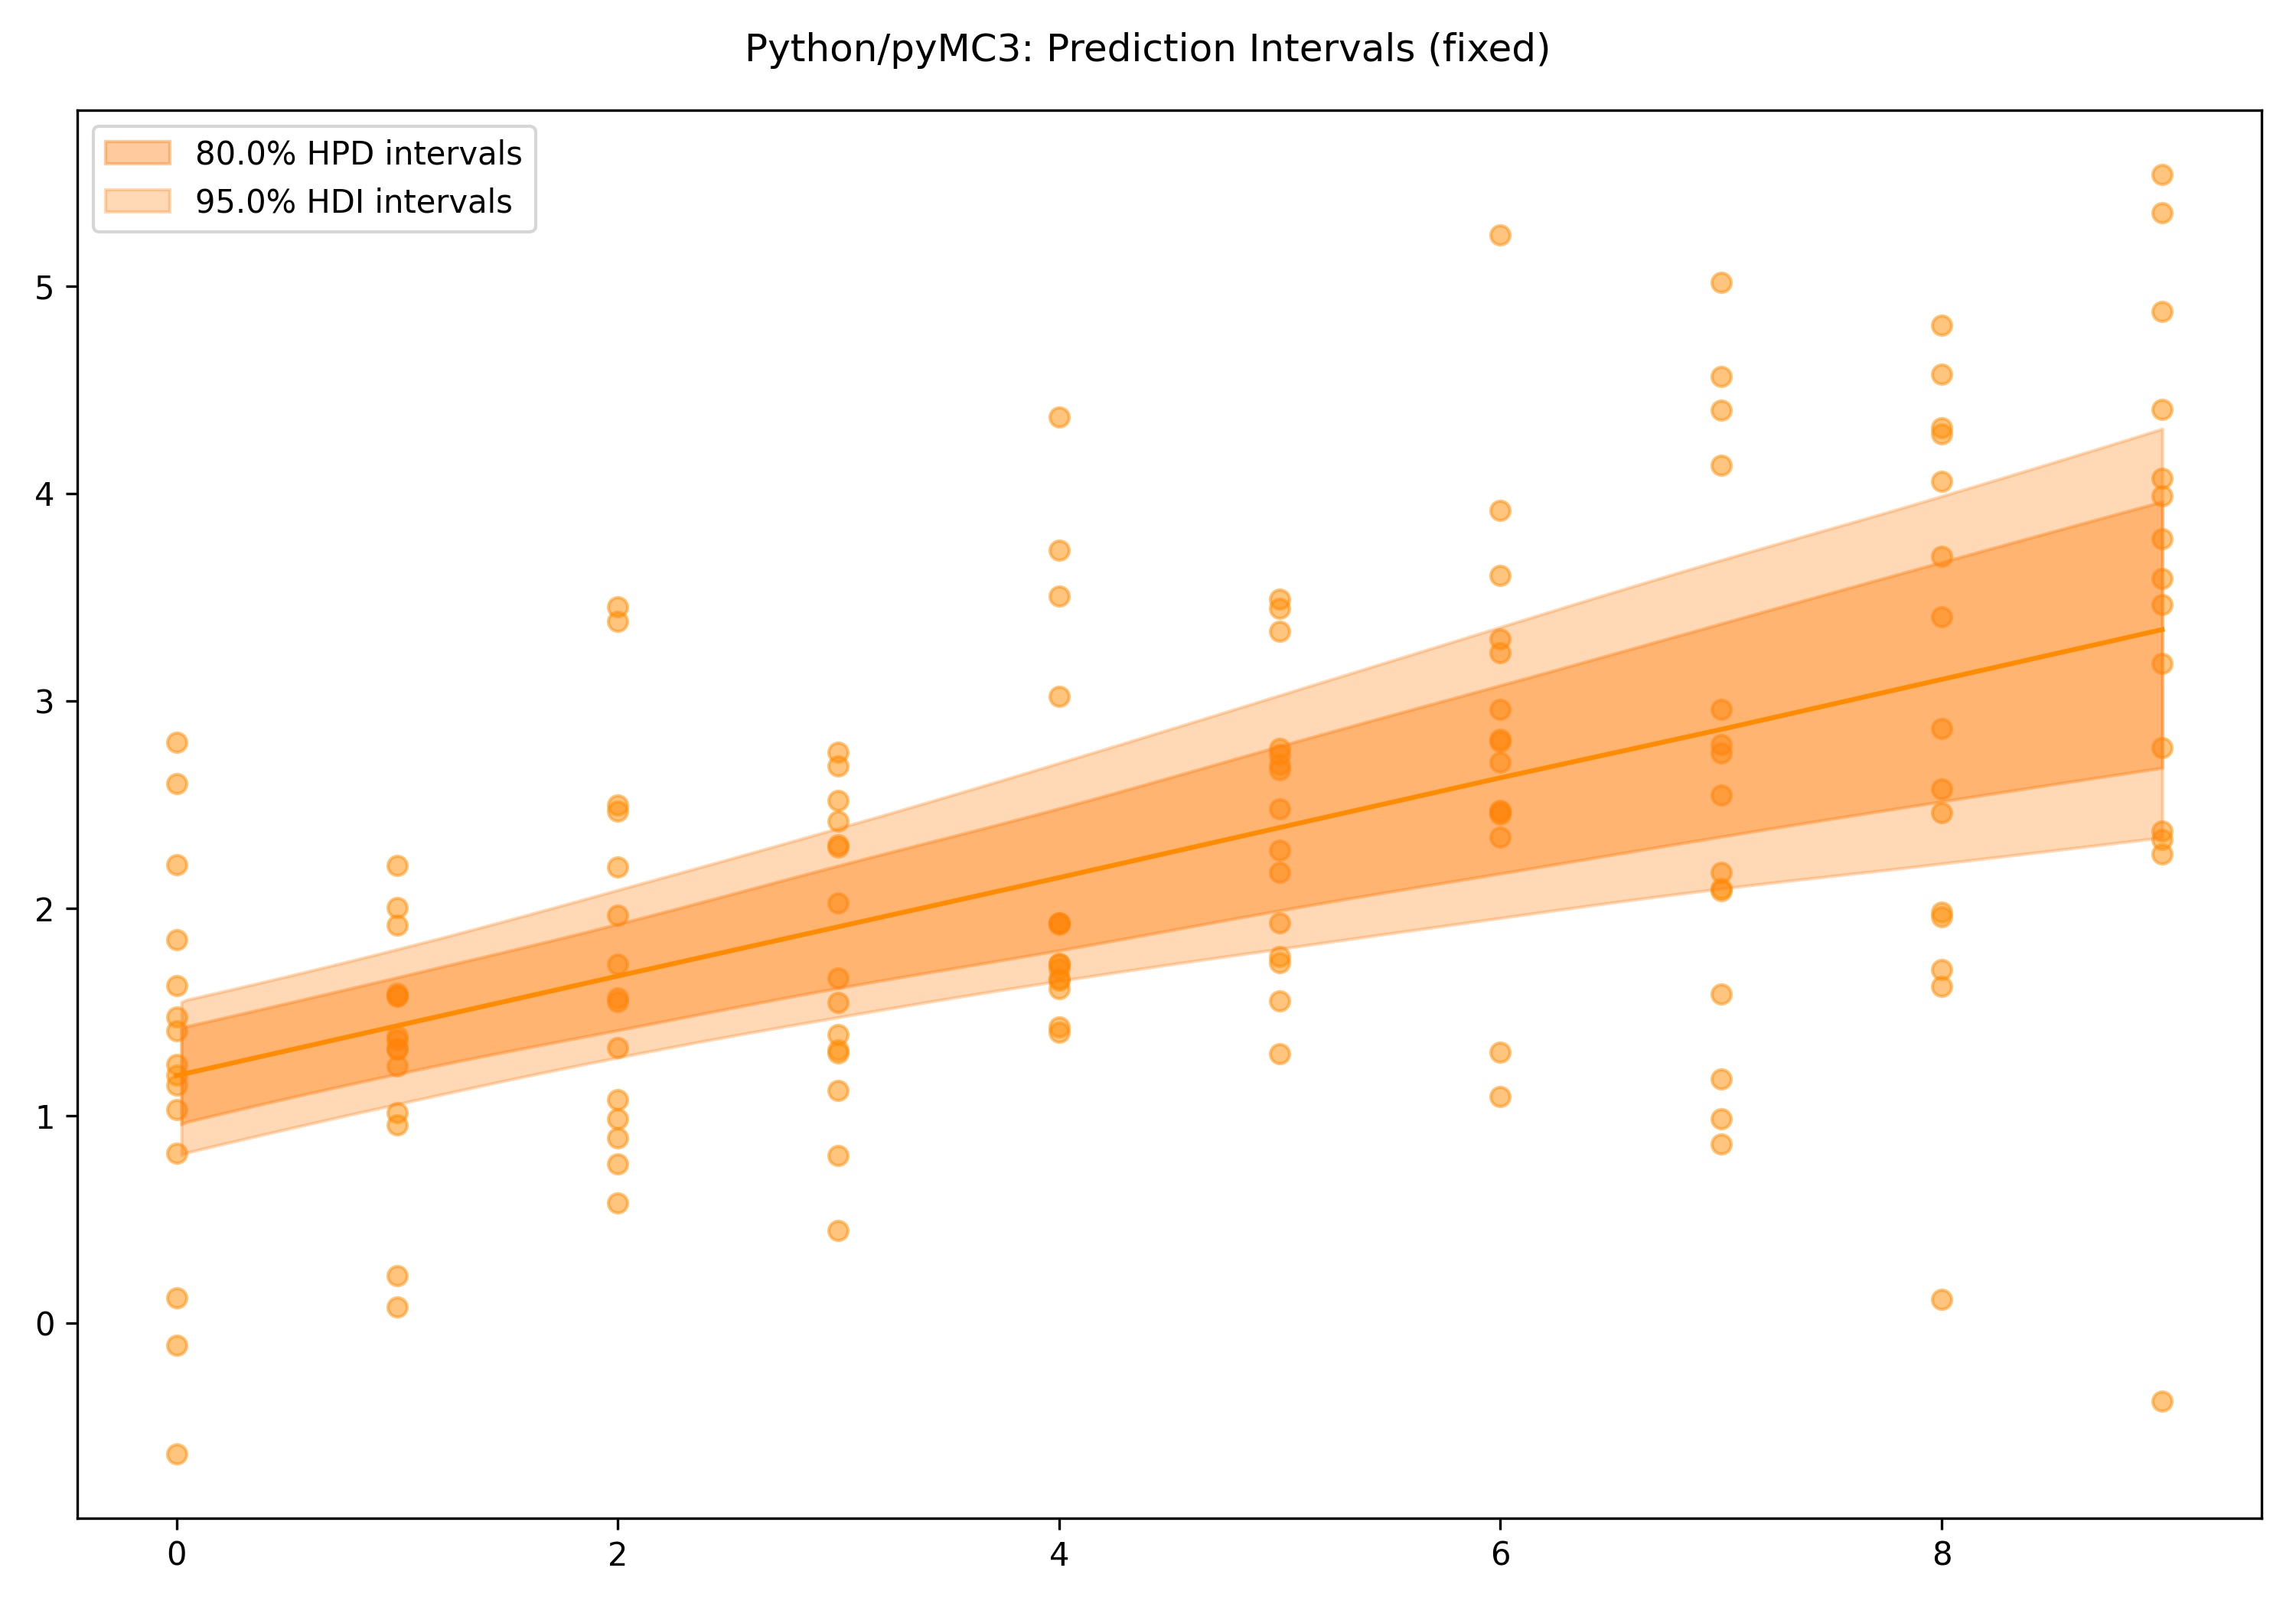 Python/pyMC3: Prediction Intervals (fixed)
80.0% HPD intervals
95.0% HDI intervals
5
4
3
2
1
0
0 2 4 6 8